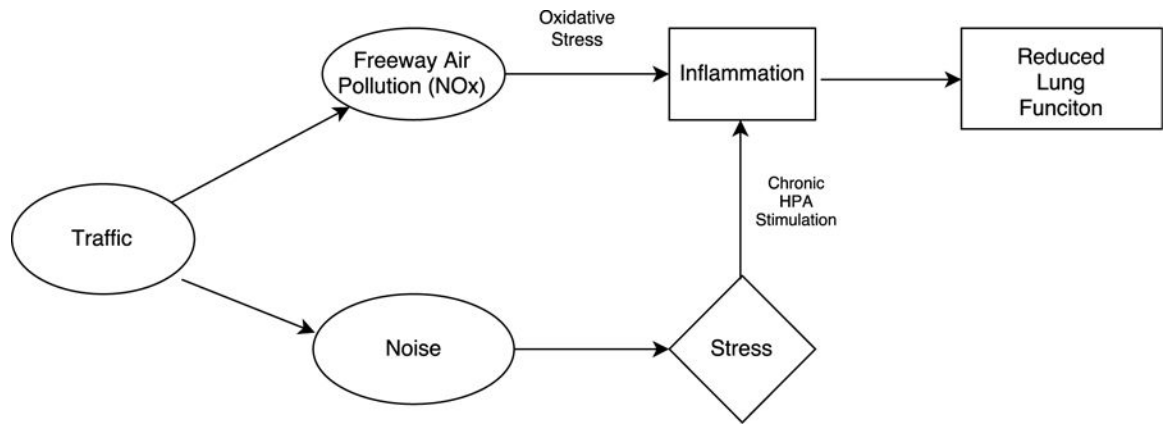 Oxidative
Stress
Freeway Air
Pollution (NOx)
Inflammation
Reduced
Lung
Funciton
Traffic
Chronic
HPA
Stimulation
Noise
Stress